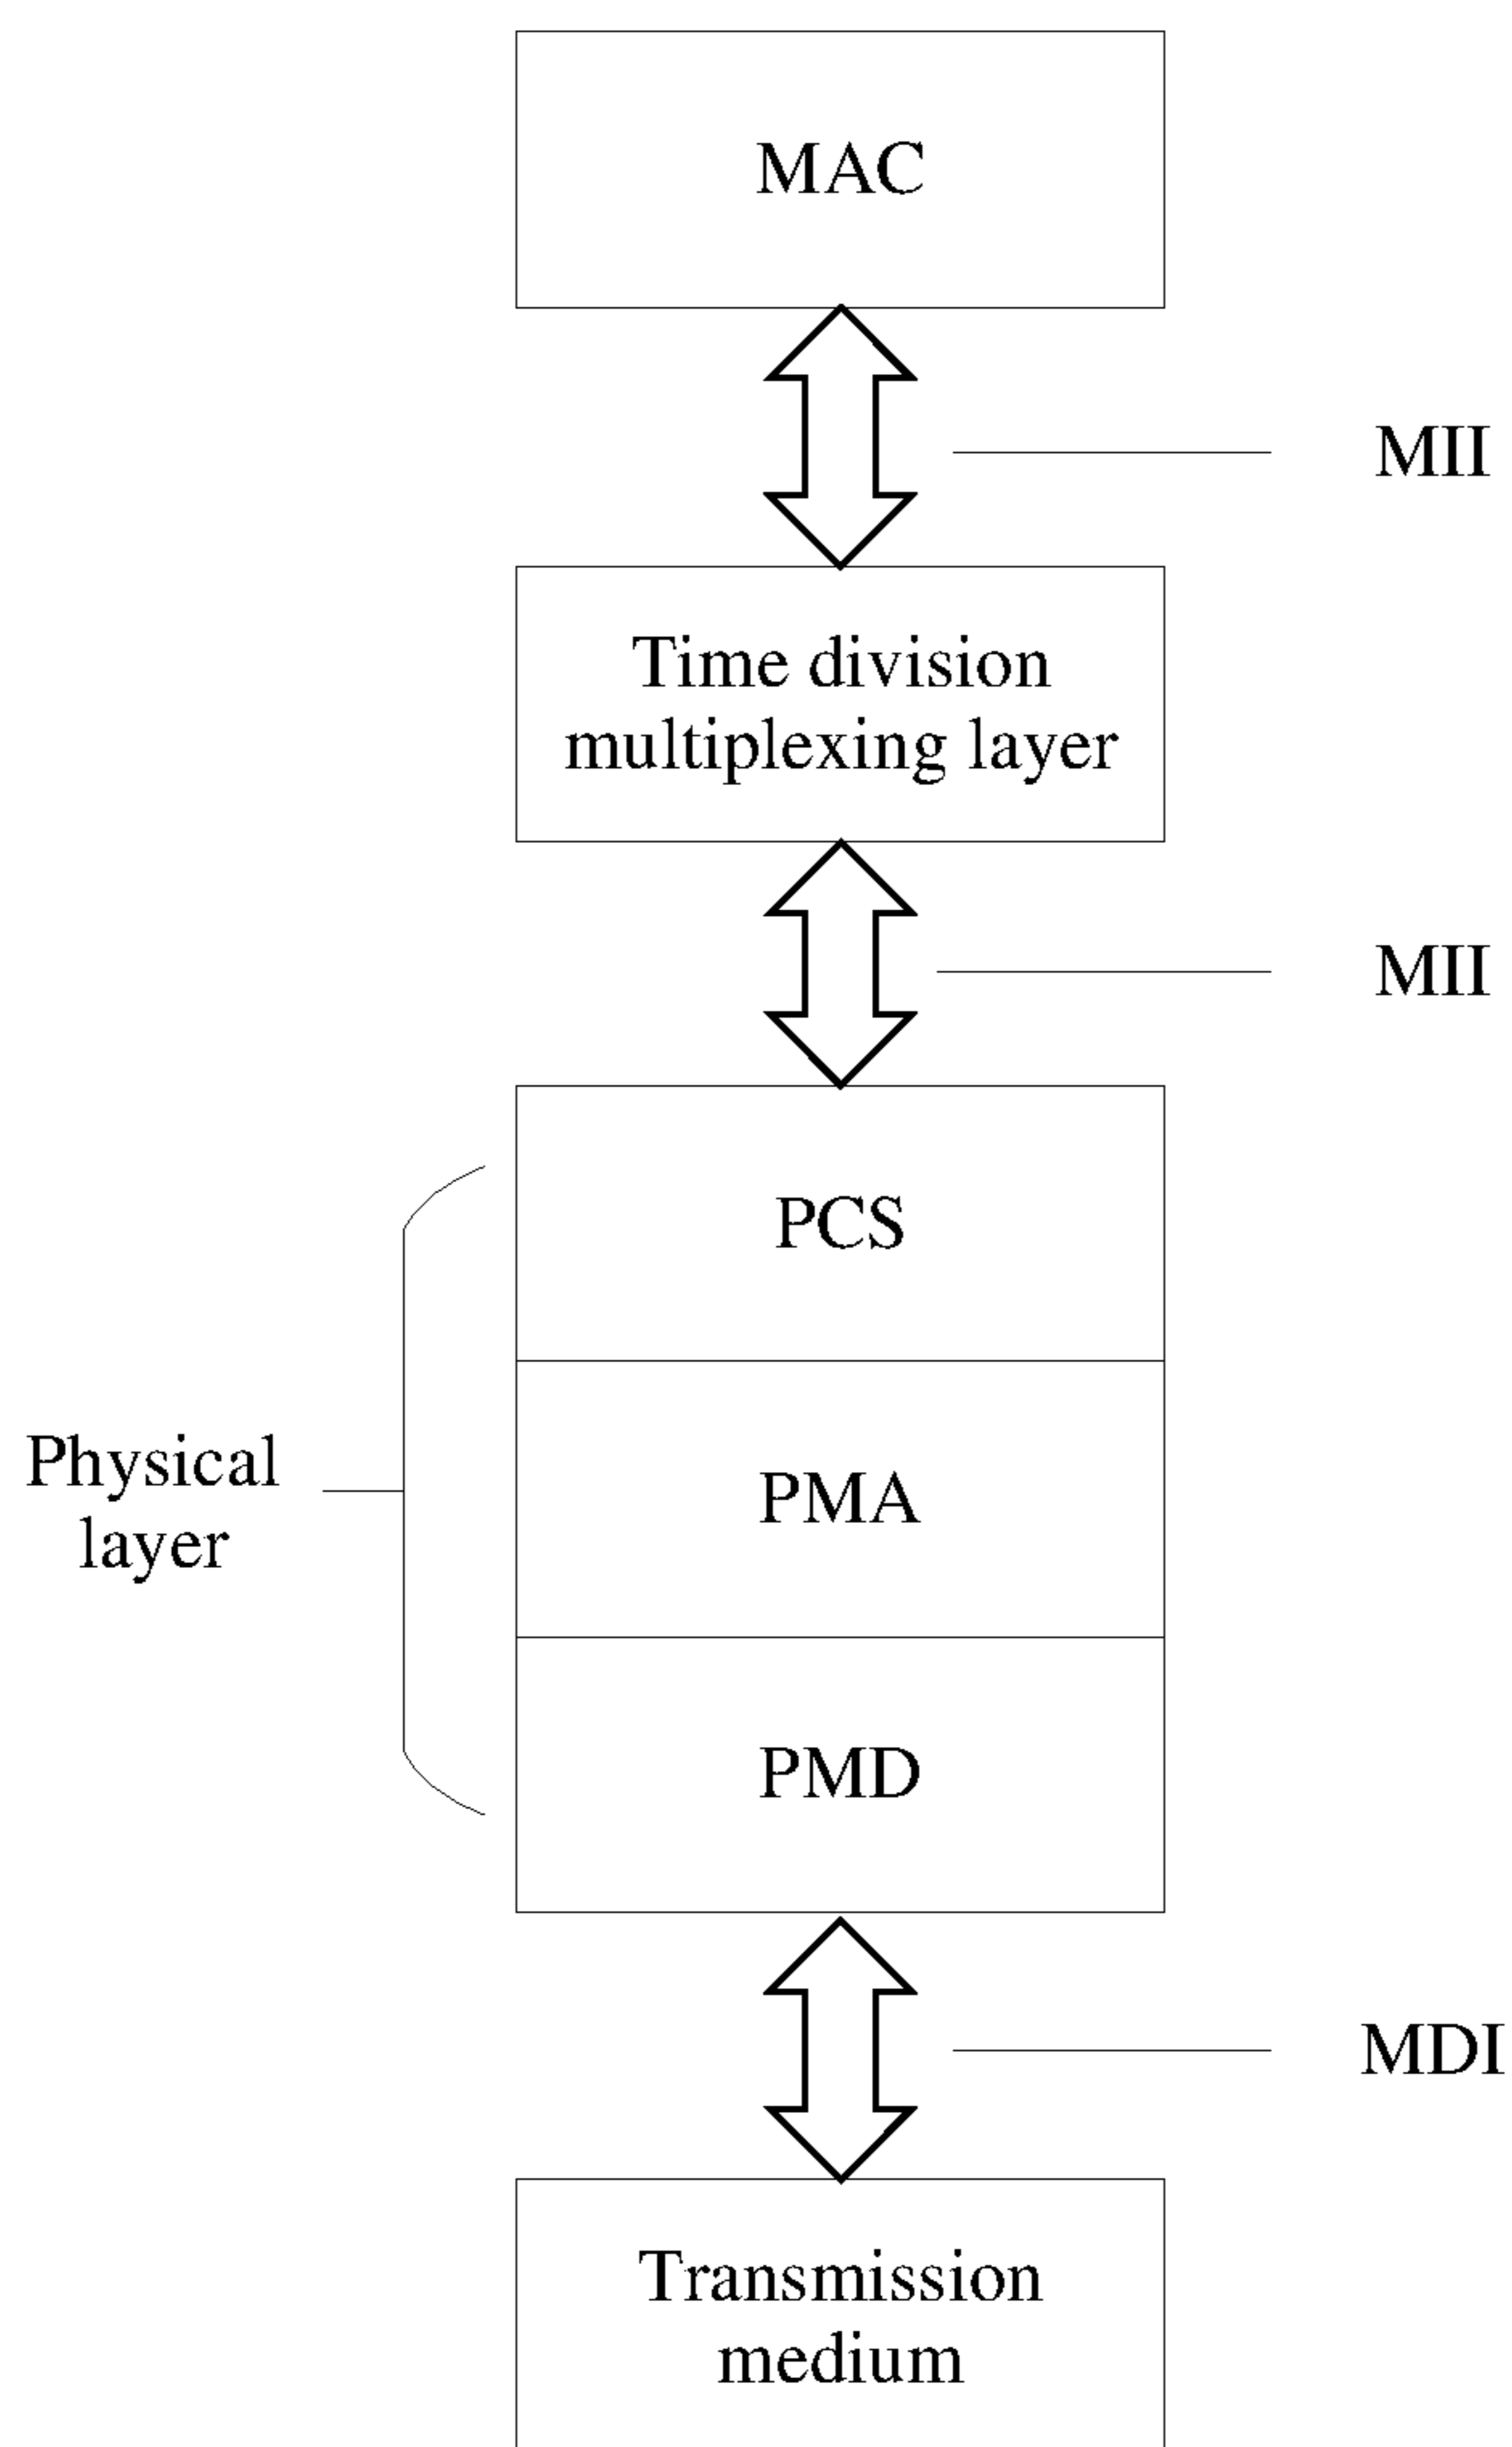 MAC
MII
Time division
multiplexing layer
MII
PCS
Physical
layer
PMA
PMD
MDI
Transmission
medium